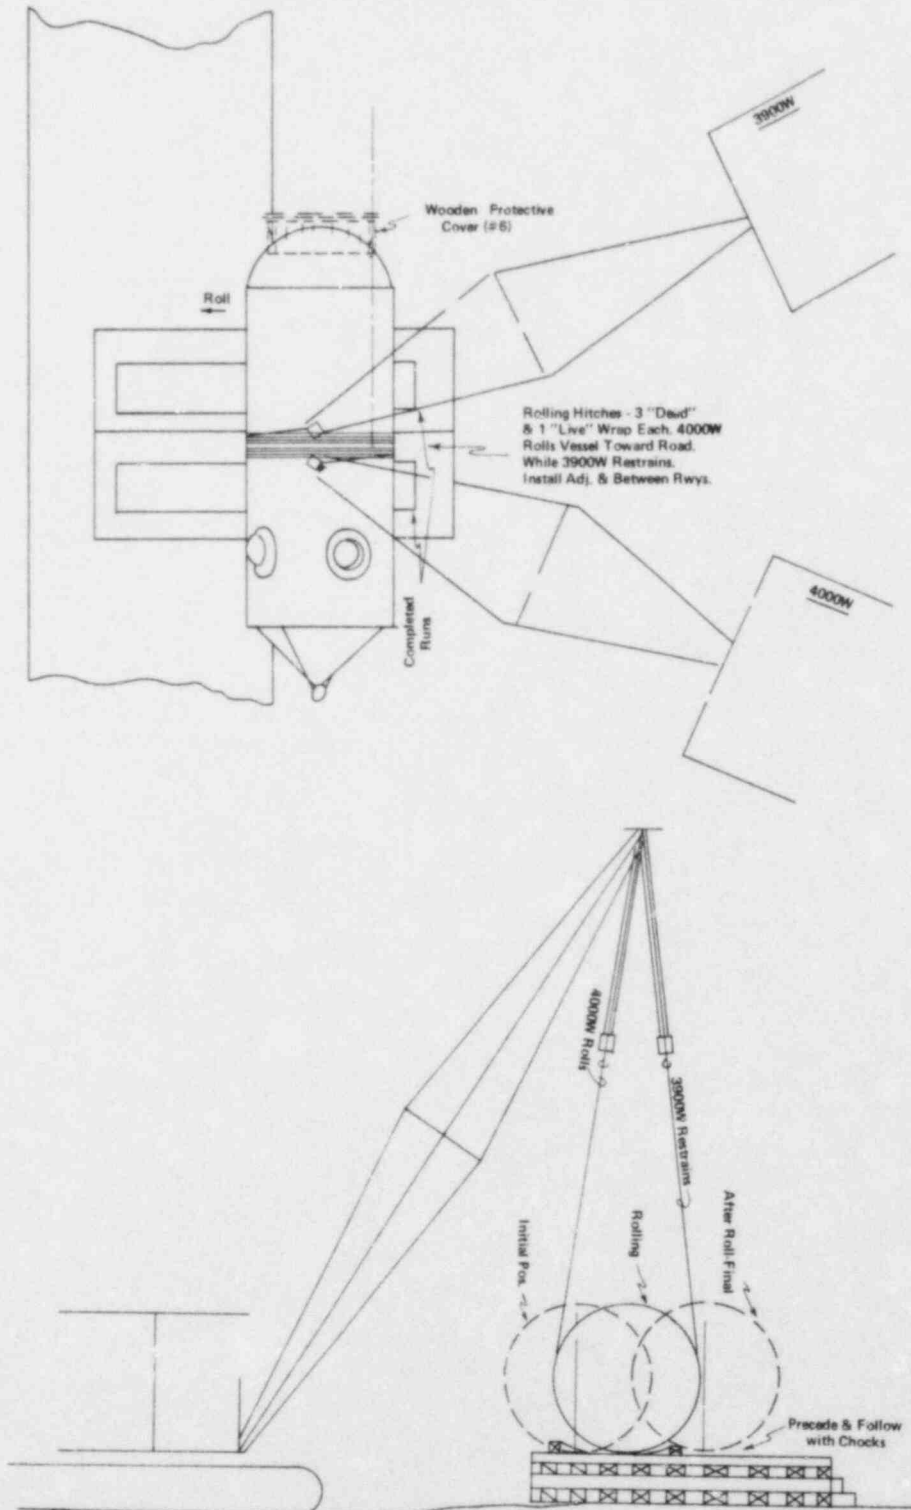 3900W
Wooden Protective
Cover (#6)
Roll
Rolling Hitches - 3 "Dead"
& 1 "Live" Wrap Each. 4000W
Rolls Vessel Toward Road.
While 3900W Restrains.
Install Adj. & Between Rwys.
4000W
Completed
Runs
4000W Rolls
3900W Restrains
Initial Pos.
Rolling
After Roll-Final
Precede & Follow
with Chocks